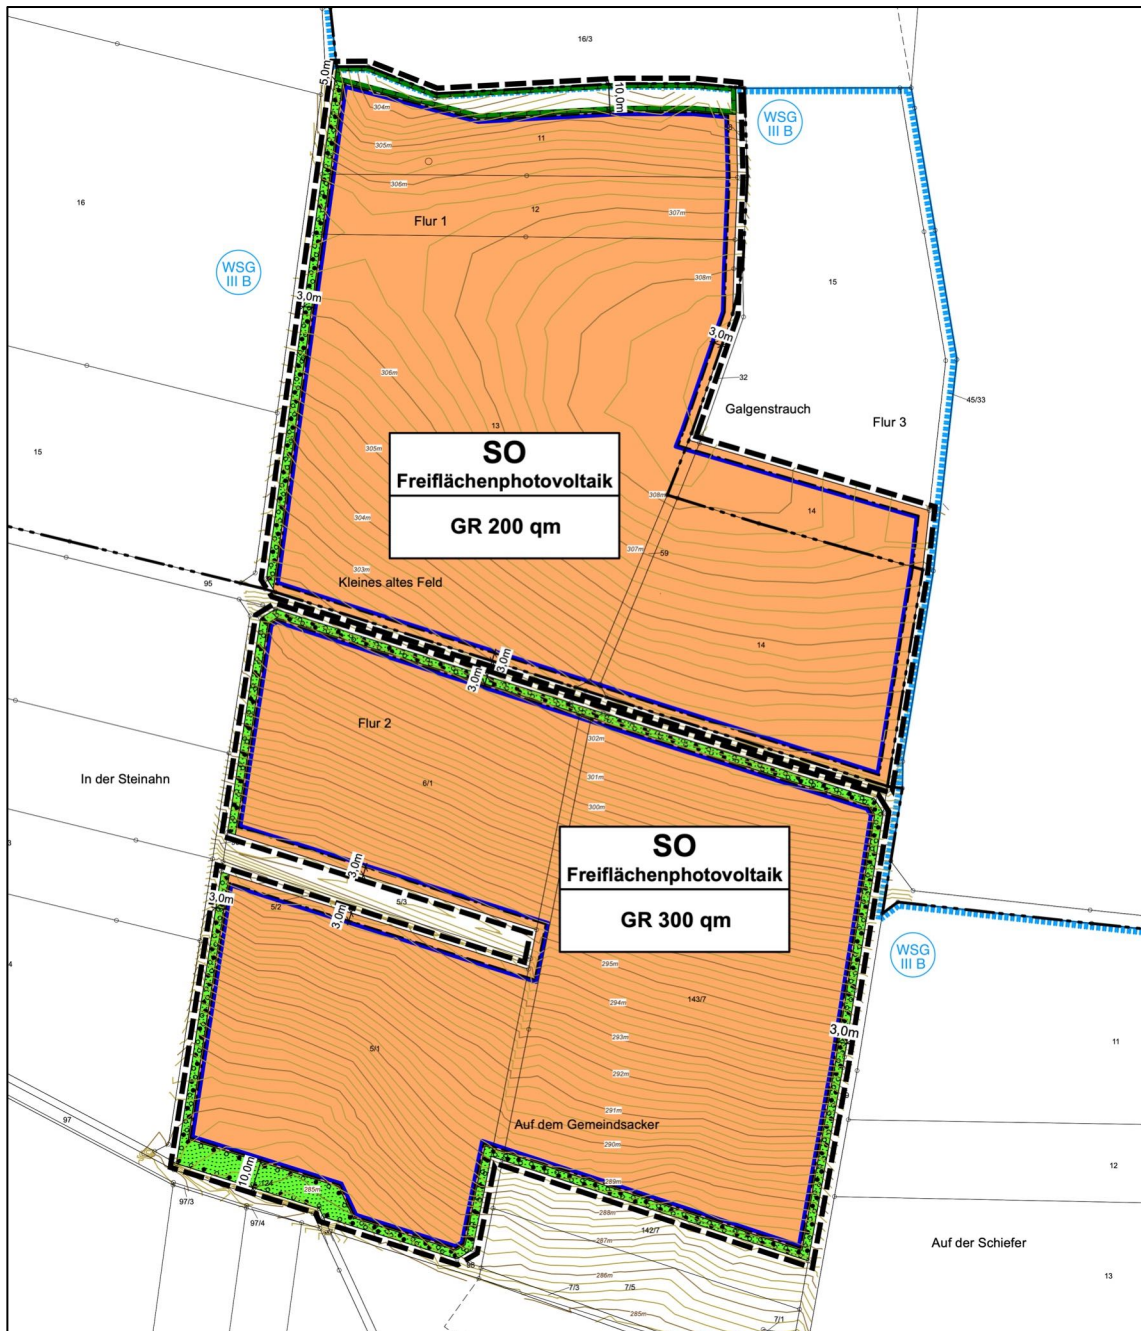 16/3
5,0m
10,0m
WSG
III B
304m
11
305m
306m
16
12
307m
Flur 1
308m
WSG
III B
15
3,0m
3,0m
32
306m
Galgenstrauch
45/33
13
Flur 3
15
305m
SO
Freiflächenphotovoltaik
GR 200 qm
308m
14
304m
307m
59
303m
Kleines altes Feld
95
14
3,0m
3,0m
Flur 2
302m
In der Steinahn
301m
6/1
300m
SO
Freiflächenphotovoltaik
GR 300 qm
3
3,0m
3,0m
5/2
5/3
3,0m
WSG
III B
4
295m
294m
143/7
293m
3,0m
11
5/1
292m
291m
97
Auf dem Gemeindsacker
290m
12
10,0m
285m
289m
97/3
97/4
288m
142/7
287m
Auf der Schiefer
98
286m
13
7/3
7/5
285m
7/1